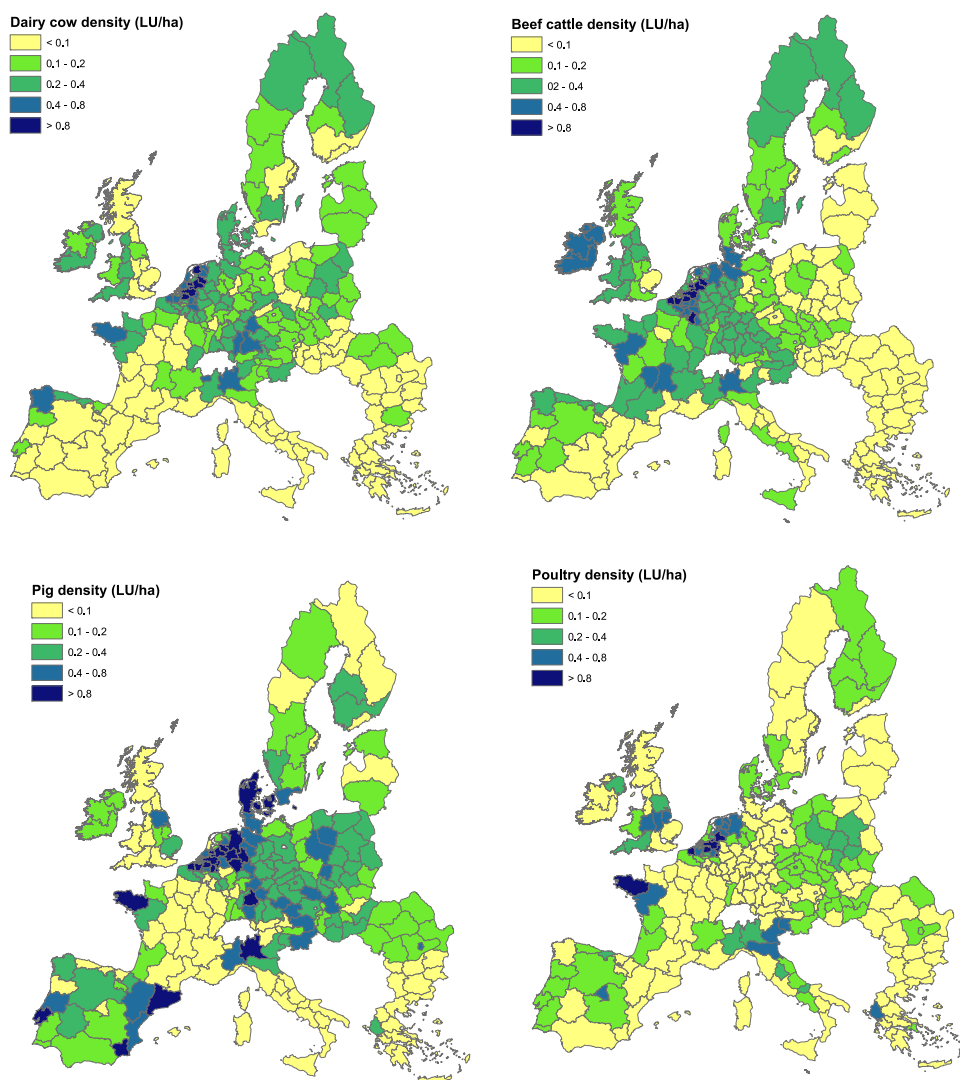 Dairy cow density (LU/ha)
< 0.1
0.1 - 0.2
0.2 - 0.4
0.4 - 0.8
> 0.8
Beef cattle density (LU/ha)
< 0.1
0.1 - 0.2
02 - 0.4
0.4 - 0.8
> 0.8
Pig density (LU/ha)
< 0.1
0.1 - 0.2
0.2 - 0.4
0.4 - 0.8
> 0.8
Poultry density (LU/ha)
< 0.1
0.1 - 0.2
0.2 - 0.4
0.4 - 0.8
> 0.8